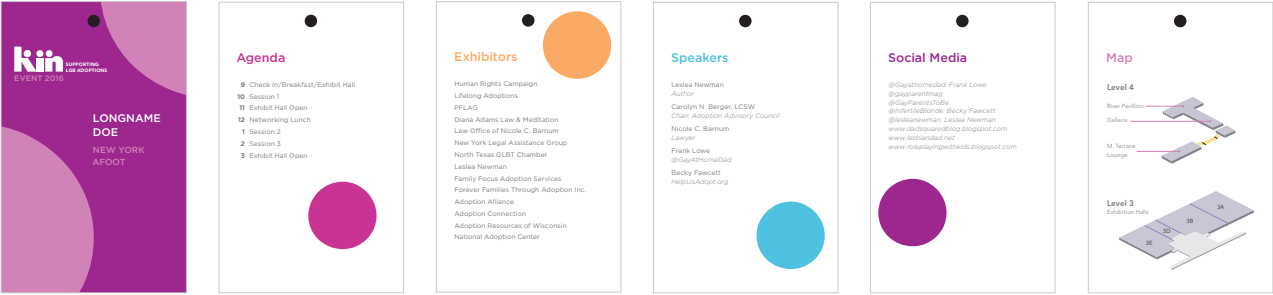 kin
SUPPORTING
LGB ADOPTIONS
EVENT 2016
LONGNAME
DOE
NEW YORK
AFOOT
Agenda
9 Check In/Breakfast/Exhibit Hall
10 Session 1
11 Exhibit Hall Open
12 Networking Lunch
1 Session 2
2 Session 3
3 Exhibit Hall Open
Exhibitors
Human Rights Campaign
Lifelong Adoptions
PFLAG
Diana Adams Law & Meditation
Law Office of Nicole C. Barnum
New York Legal Assistance Group
North Texas GLBT Chamber
Leslea Newman
Family Focus Adoption Services
Forever Families Through Adoption Inc.
Adoption Alliance
Adoption Connection
Adoption Resources of Wisconsin
National Adoption Center
Speakers
Leslea Newman
Author
Carolyn N. Berger, LCSW
Chair, Adoption Advisory Council
Nicole C. Barnum
Lawyer
Frank Lowe
@GayAtHomeDad
Becky Fawcett
HelpUsAdopt.org
Social Media
@Gayathomedad: Frank Lowe
@gayparentmag
@GayParentsToBe
@InfertileBlonde: Becky Fawcett
@lesleanewman: Leslea Newman
www.dadsquaredblog.blogspot.com
www.lesbiandad.net
www.roleplayingwithkids.blogspot.com
Map
Level 4
River Pavilion
Galleria
M. Terrace
Lounge
Level 3
Exhibition Halls
3A
3B
3D
3E